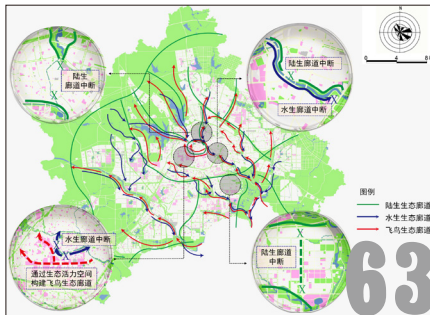 陆生
廊道中断
陆生廊道中断
水生廊道中断
N
0
4
8
图例
陆生生态廊道
水生生态廊道
飞鸟生态廊道
水生廊道中断
通过生态活力空间
构建飞鸟生态廊道
陆生廊道
中断
63